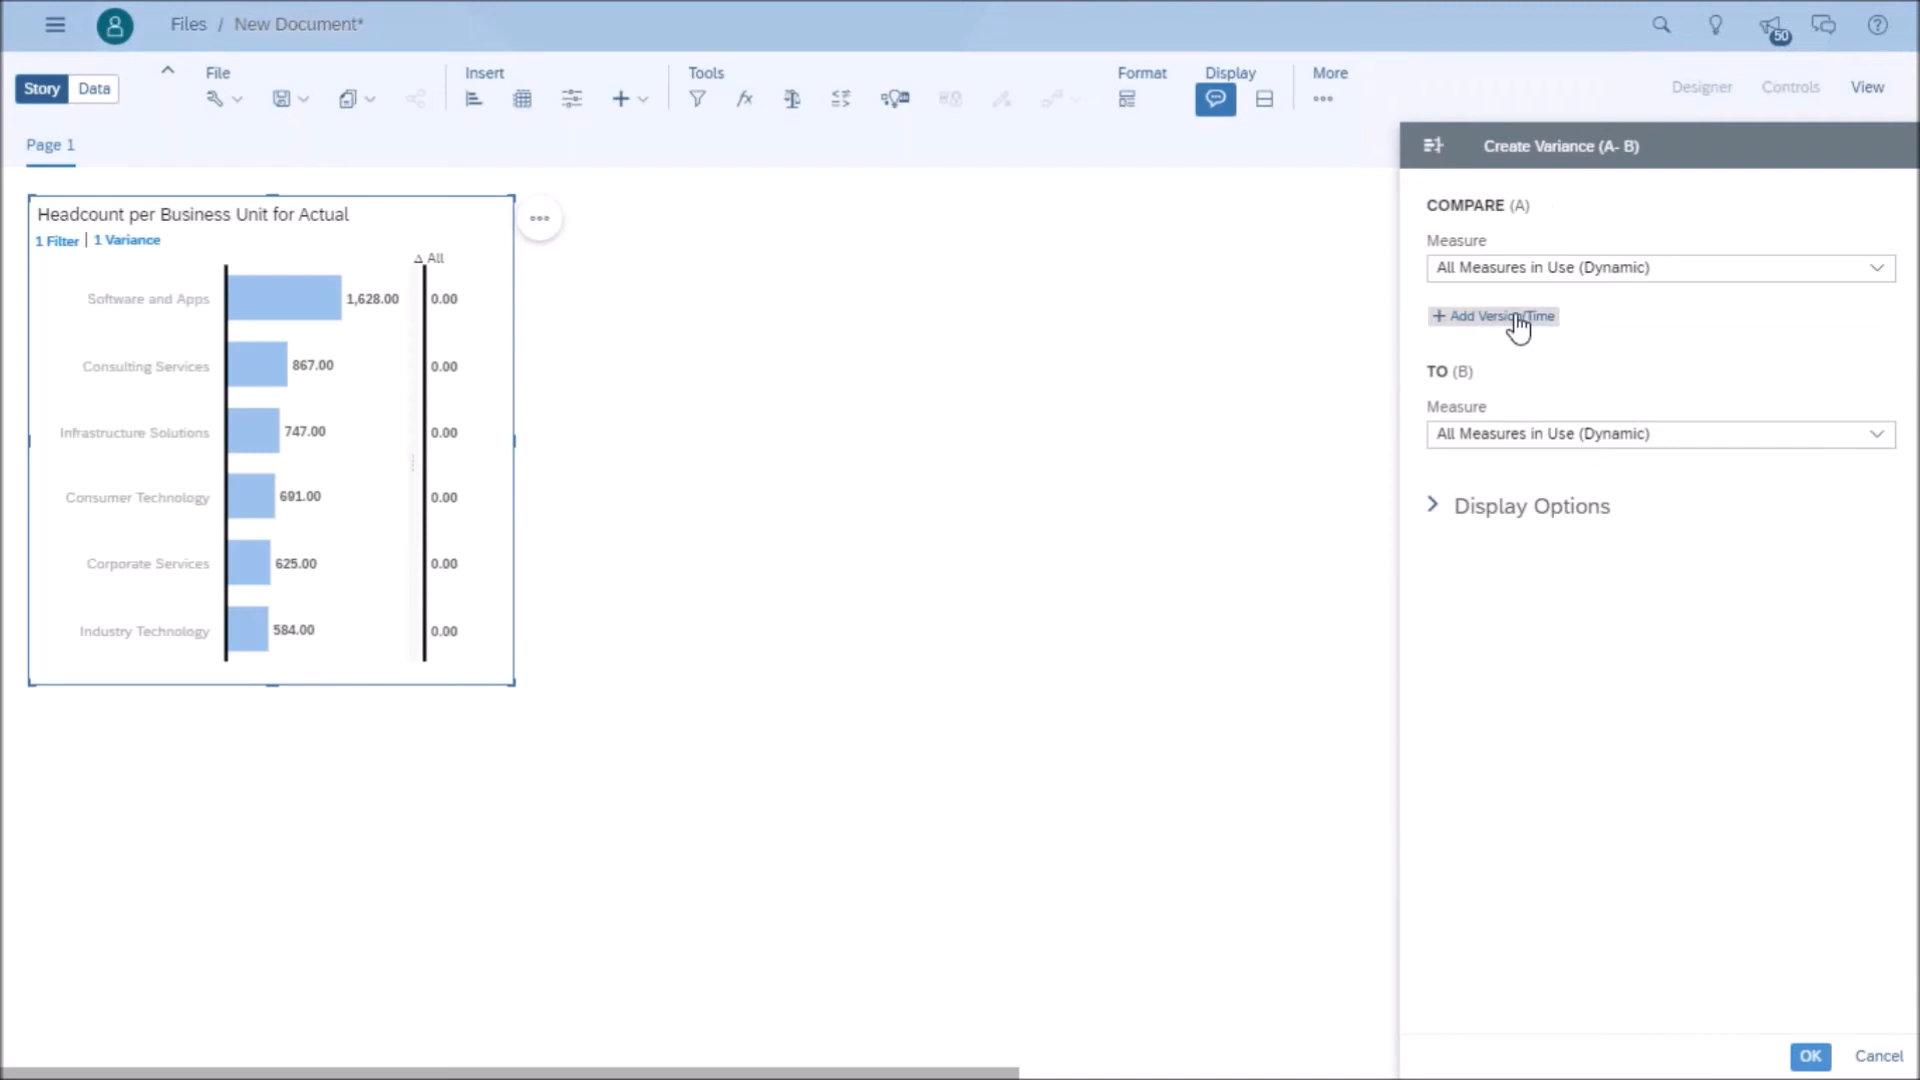 Files / New Document*
50
Story Data
File
Insert
Tools
Format
Display
More
Designer Controls View
Page 1
Create Variance (A- B)
COMPARE (A)
Measure
All Measures in Use (Dynamic)
+ Add Version/Time
TO (B)
Measure
All Measures in Use (Dynamic)
Display Options
OK Cancel
Headcount per Business Unit for Actual
1 Filter | 1 Variance
Δ All
Software and Apps 1,628.00 0.00
Consulting Services 867.00 0.00
Infrastructure Solutions 747.00 0.00
Consumer Technology 691.00 0.00
Corporate Services 625.00 0.00
Industry Technology 584.00 0.00